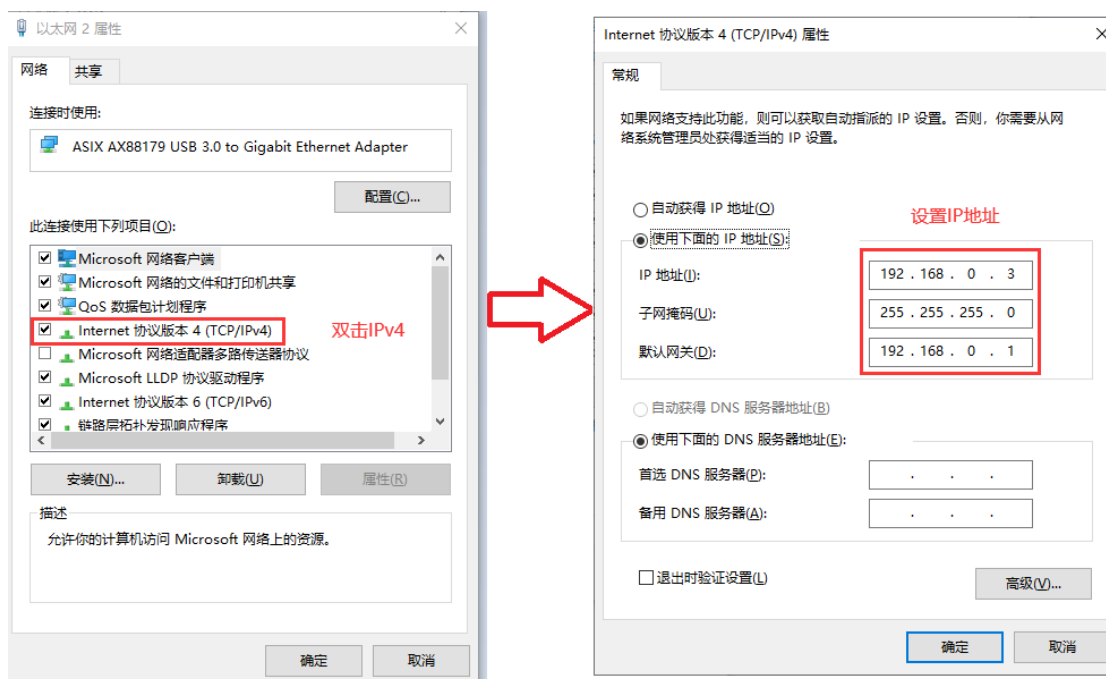 以太网 2 属性
网络
共享
连接时使用:
ASIX AX88179 USB 3.0 to Gigabit Ethernet Adapter
配置(C)...
此连接使用下列项目(O):
Microsoft 网络客户端
Microsoft 网络的文件和打印机共享
QoS 数据包计划程序
Internet 协议版本 4 (TCP/IPv4)
双击IPv4
Microsoft 网络适配器多路传送器协议
Microsoft LLDP 协议驱动程序
Internet 协议版本 6 (TCP/IPv6)
链路层拓扑发现响应程序
安装(N)...
卸载(U)
属性(R)
描述
允许你的计算机访问 Microsoft 网络上的资源。
确定
取消
Internet 协议版本 4 (TCP/IPv4) 属性
常规
如果网络支持此功能，则可以获取自动指派的 IP 设置。否则，你需要从网
络系统管理员处获得适当的 IP 设置。
自动获得 IP 地址(O)
设置IP地址
使用下面的 IP 地址(S):
IP 地址(I): 192 . 168 . 0 . 3
子网掩码(U): 255 . 255 . 255 . 0
默认网关(D): 192 . 168 . 0 . 1
自动获得 DNS 服务器地址(B)
使用下面的 DNS 服务器地址(E):
首选 DNS 服务器(P): . . .
备用 DNS 服务器(A): . . .
退出时验证设置(L)
高级(V)...
确定
取消